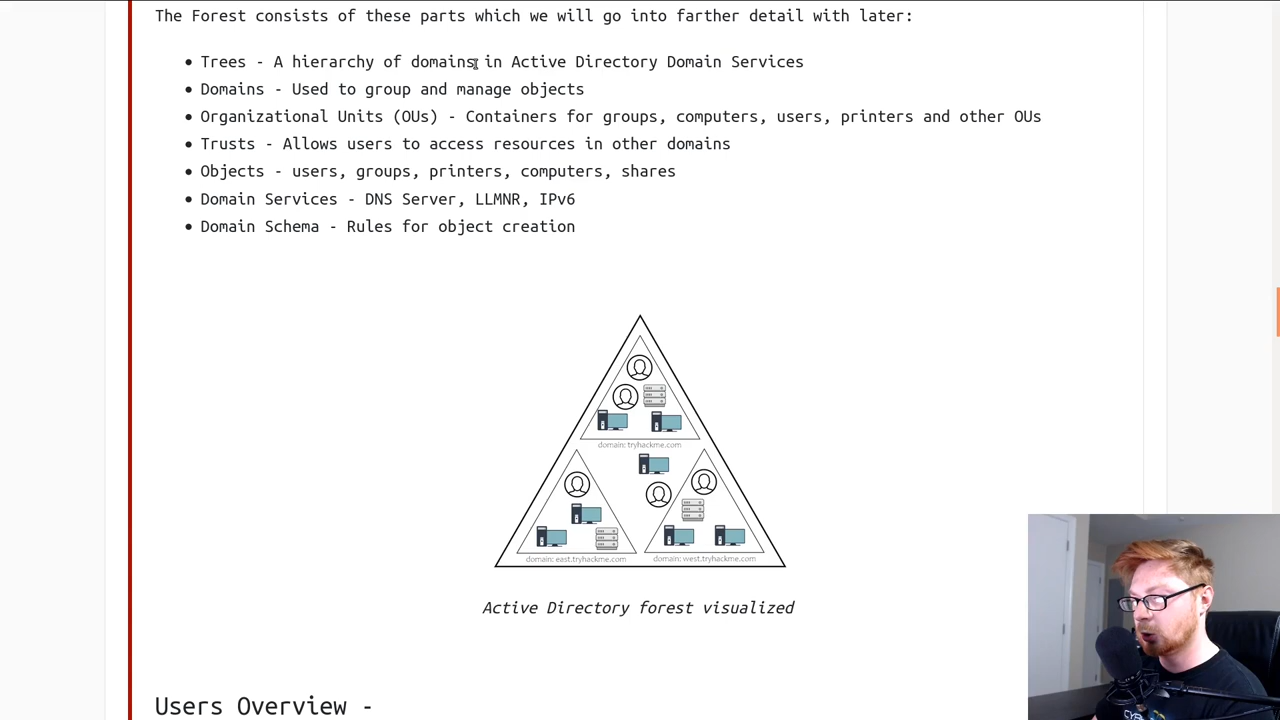 The Forest consists of these parts which we will go into farther detail with later:
Trees - A hierarchy of domains in Active Directory Domain Services
Domains - Used to group and manage objects
Organizational Units (OUs) - Containers for groups, computers, users, printers and other OUs
Trusts - Allows users to access resources in other domains
Objects - users, groups, printers, computers, shares
Domain Services - DNS Server, LLMNR, IPv6
Domain Schema - Rules for object creation
domain: tryhackme.com
domain: east.tryhackme.com
domain: west.tryhackme.com
Active Directory forest visualized
Users Overview -